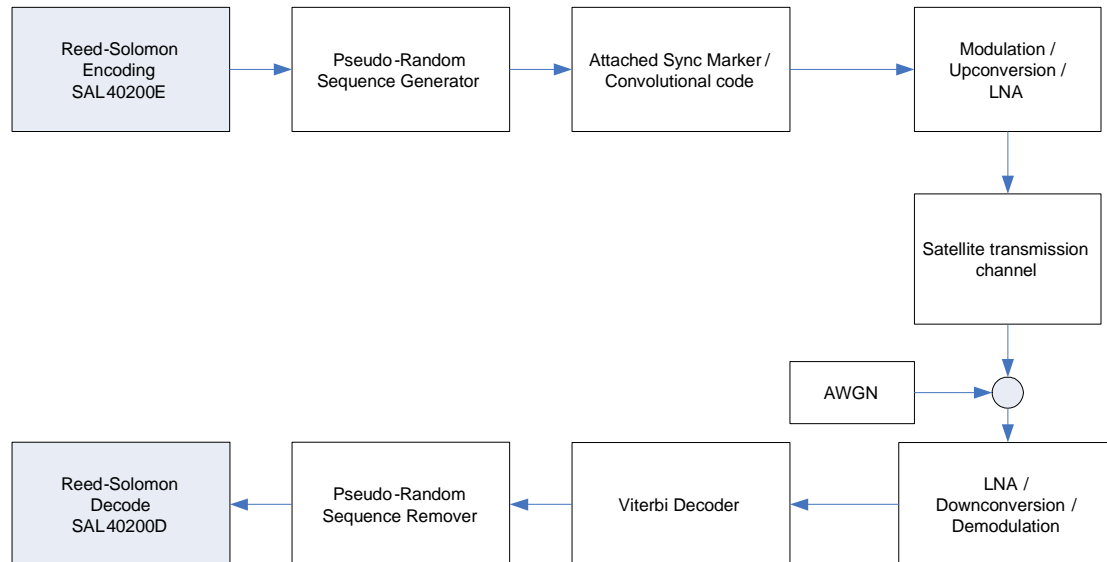 Reed-Solomon
Encoding
SAL40200E
Pseudo-Random
Sequence Generator
Attached Sync Marker /
Convolutional code
Modulation /
Upconversion /
LNA
Satellite transmission
channel
AWGN
LNA /
Downconversion /
Demodulation
Viterbi Decoder
Pseudo-Random
Sequence Remover
Reed-Solomon
Decode
SAL40200D